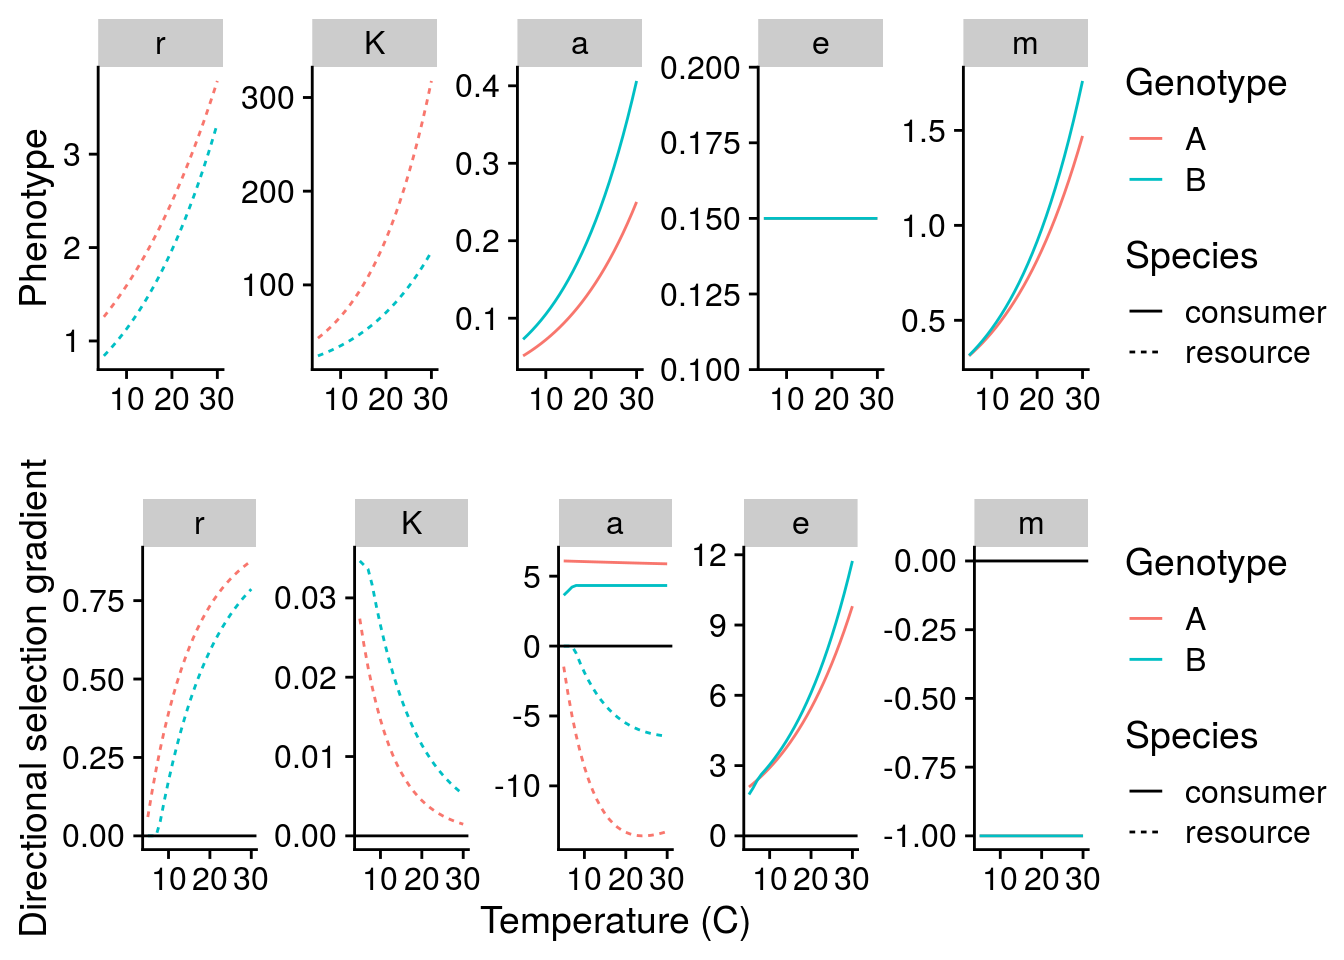 r K a e m
Phenotype
3
2
1
300
200
100
0.4
0.3
0.2
0.1
0.200
0.175
0.150
0.125
0.100
1.5
1.0
0.5
10 20 30 10 20 30 10 20 30 10 20 30 10 20 30
Genotype
A
B
Species
consumer
resource
Directional selection gradient
r K a e m
0.75
0.50
0.25
0.00
0.03
0.02
0.01
0.00
5
0
-5
-10
12
9
6
3
0
0.00
-0.25
-0.50
-0.75
-1.00
10 20 30 10 20 30 10 20 30 10 20 30 10 20 30
Temperature (C)
Genotype
A
B
Species
consumer
resource